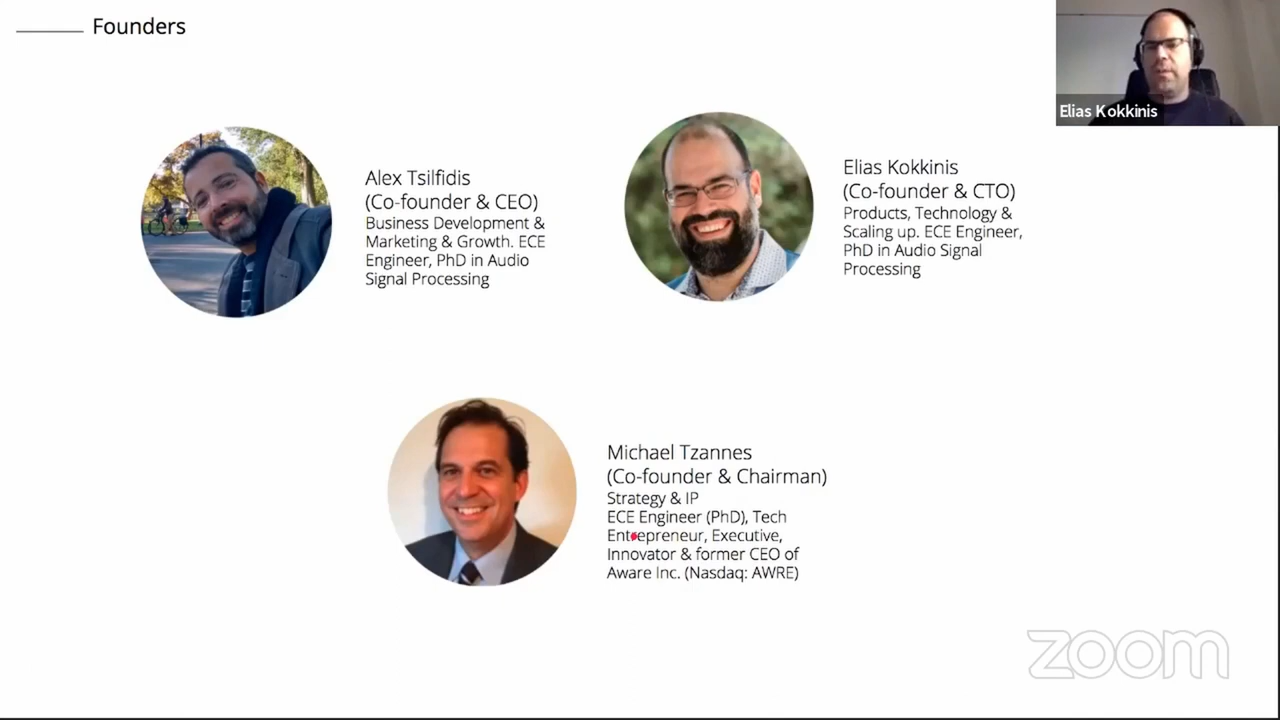 Founders
Elias Kokkinis
Alex Tsilfidis
(Co-founder & CEO)
Business Development &
Marketing & Growth. ECE
Engineer, PhD in Audio
Signal Processing
Elias Kokkinis
(Co-founder & CTO)
Products, Technology &
Scaling up. ECE Engineer,
PhD in Audio Signal
Processing
Michael Tzannes
(Co-founder & Chairman)
Strategy & IP
ECE Engineer (PhD), Tech
Entrepreneur, Executive,
Innovator & former CEO of
Aware Inc. (Nasdaq: AWRE)
zoom